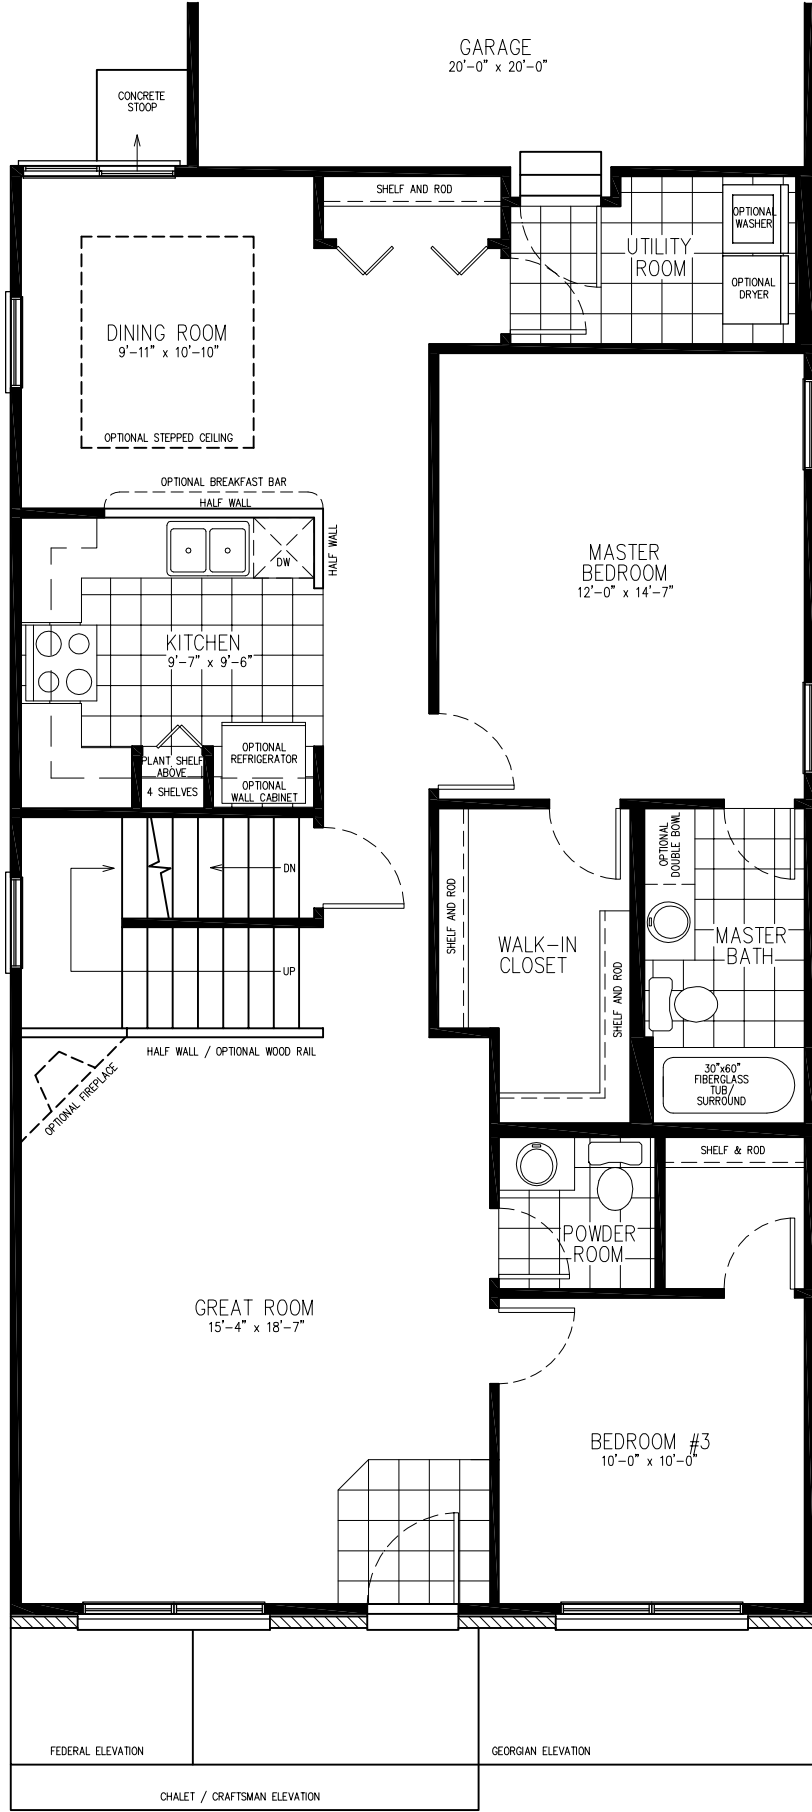 GARAGE
20'-0" x 20'-0"
CONCRETE
STOOP
SHELF AND ROD
OPTIONAL
WASHER
UTILITY
ROOM
OPTIONAL
DRYER
DINING ROOM
9'-11" x 10'-10"
OPTIONAL STEPPED CEILING
OPTIONAL BREAKFAST BAR
HALF WALL
HALF WALL
DW
MASTER
BEDROOM
12'-0" x 14'-7"
KITCHEN
9'-7" x 9'-6"
PLANT SHELF
ABOVE
4 SHELVES
OPTIONAL
REFRIGERATOR
OPTIONAL
WALL CABINET
DN
UP
HALF WALL / OPTIONAL WOOD RAIL
OPTIONAL FIREPLACE
SHELF AND ROD
WALK-IN
CLOSET
SHELF AND ROD
OPTIONAL
DOUBLE BOWL
MASTER
BATH
30"x60"
FIBERGLASS
TUB/
SURROUND
SHELF & ROD
POWDER
ROOM
GREAT ROOM
15'-4" x 18'-7"
BEDROOM #3
10'-0" x 10'-0"
FEDERAL ELEVATION
GEORGIAN ELEVATION
CHALET / CRAFTSMAN ELEVATION